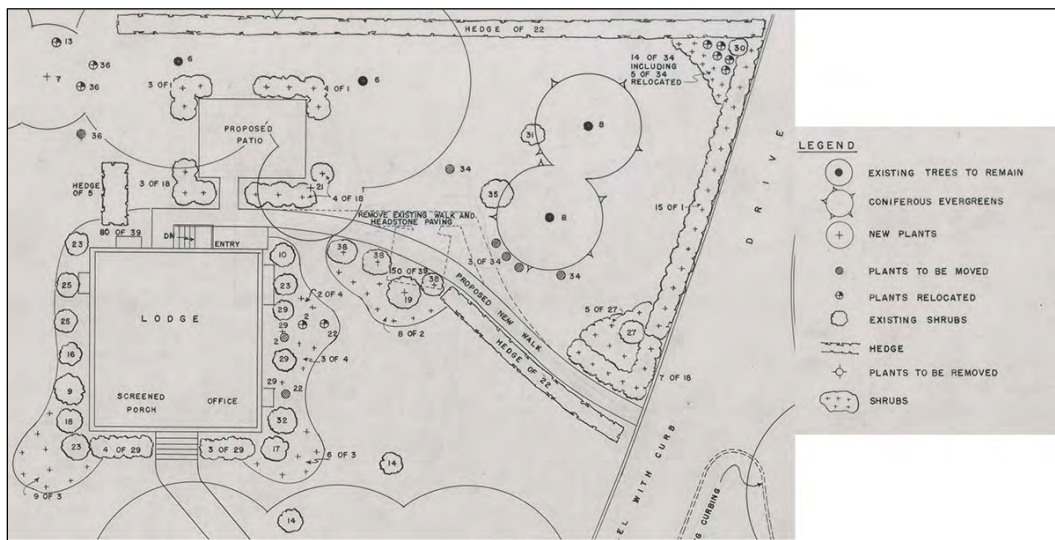 HEDGE OF 22
13
36
7
36
36
6
3 OF 1
4 OF 1
6
PROPOSED
PATIO
HEDGE
OF 5
3 OF 18
21
4 OF 18
80 OF 39
DN
ENTRY
REMOVE EXISTING WALK AND
HEADSTONE PAVING
14 OF 34
INCLUDING
5 OF 34
RELOCATED
30
31
8
34
35
8
15 OF 1
DRIVE
3 OF 34
34
23
25
25
16
9
18
23
LODGE
SCREENED
PORCH
OFFICE
10
23
29
29
2 OF 4
2
22
2
29
3 OF 4
29
22
32
17
4 OF 29
3 OF 29
6 OF 3
9 OF 3
38
38
150 OF 39
38
19
8 OF 2
PROPOSED NEW WALK
HEDGE OF 22
5 OF 27
27
7 OF 18
14
14
EL WITH CURB
G CURBING
LEGEND
EXISTING TREES TO REMAIN
CONIFEROUS EVERGREENS
NEW PLANTS
PLANTS TO BE MOVED
PLANTS RELOCATED
EXISTING SHRUBS
HEDGE
PLANTS TO BE REMOVED
SHRUBS